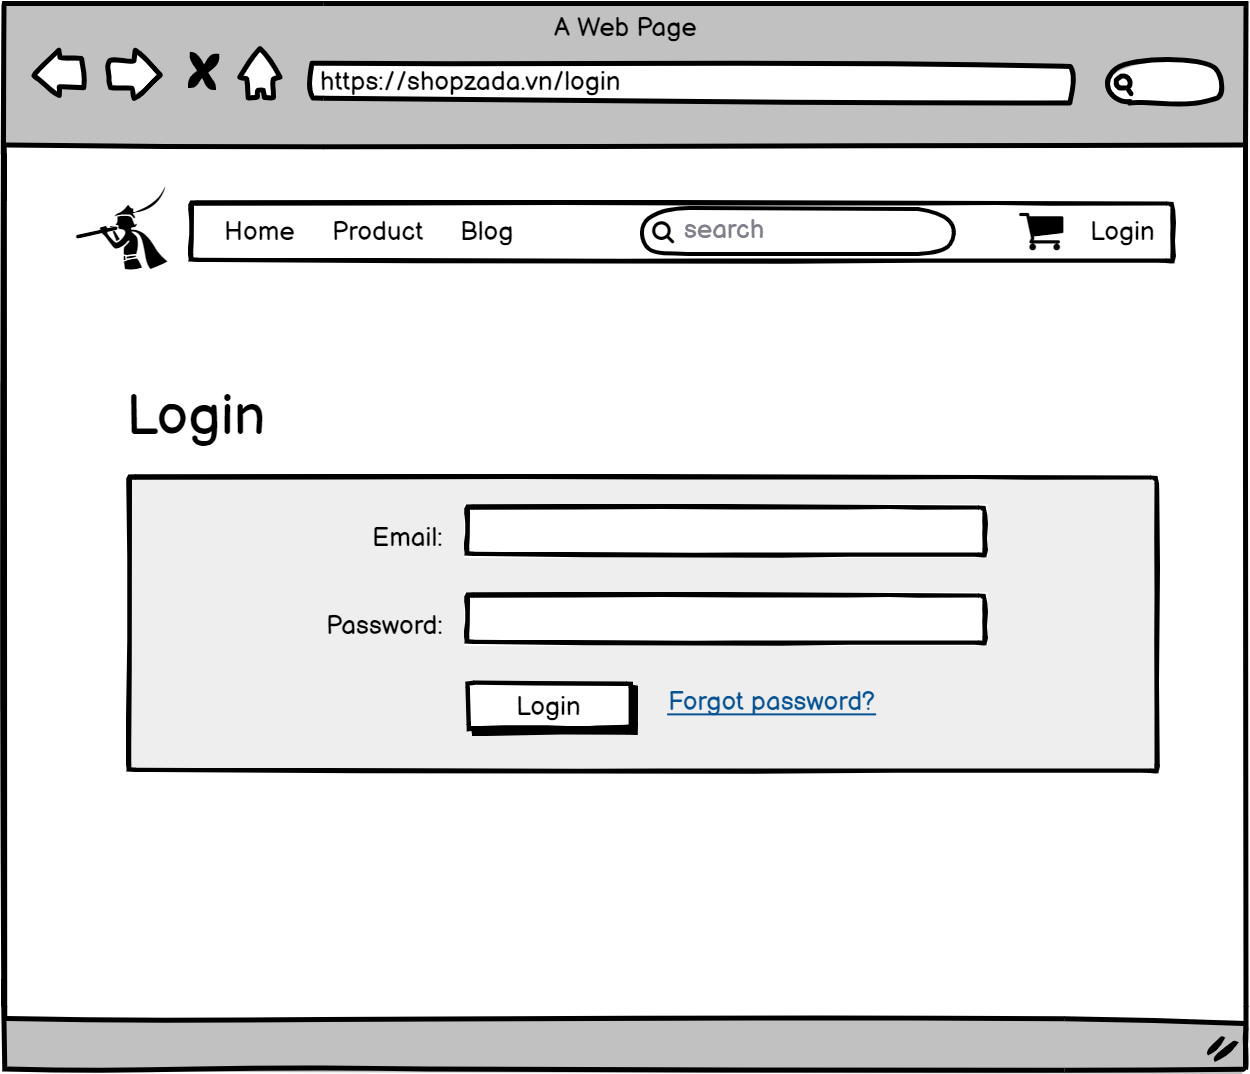 A Web Page
https://shopzada.vn/login
Home Product Blog search Login
Login
Email:
Password:
Login Forgot password?